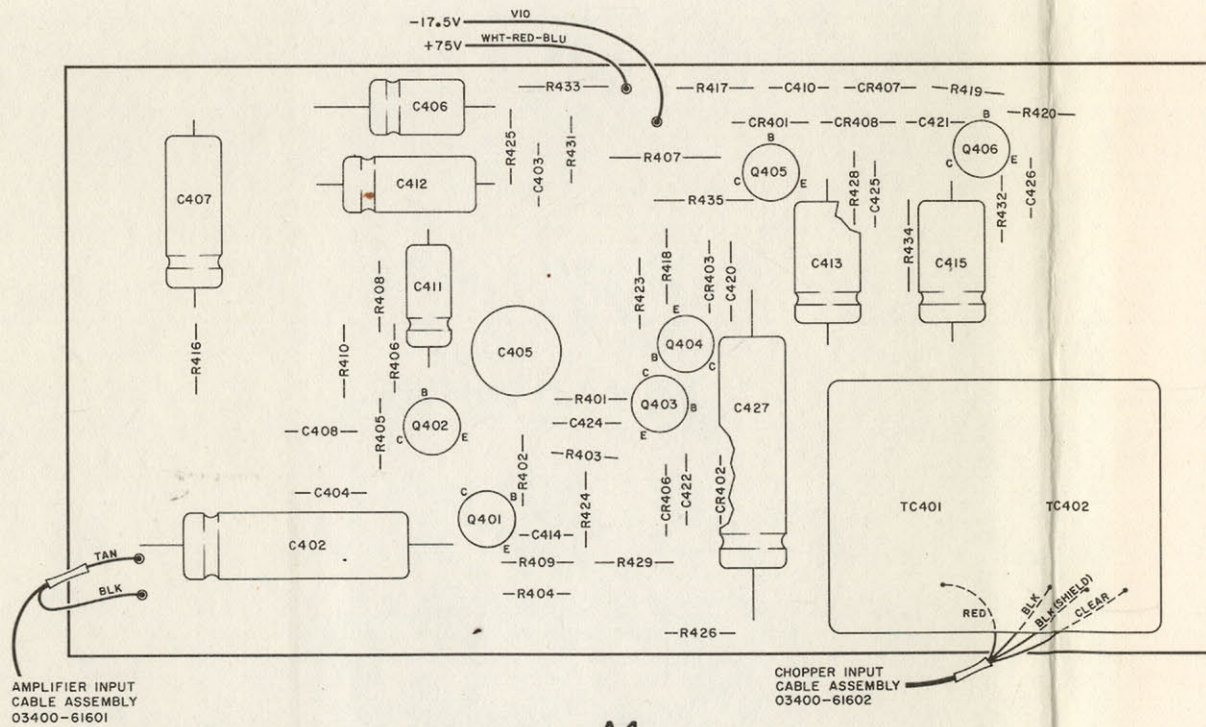 -17.5V VIO
+75V WHT-RED-BLU
R433
R417
C410
CR407
R419
R420
C406
CR401
CR408
C421
B
Q406
C
E
R425
C403
R431
R407
B
Q405
C
E
C407
C412
R435
R428
C425
R432
C426
C413
R434
C415
R408
C411
R423
R418
CR403
C420
R416
R410
R406
C405
E
Q404
B
C
C
Q403
B
E
R401
C424
R403
C427
C408
R405
B
Q402
C
E
R402
R424
CR406
C422
CR402
C404
C
B
Q401
E
C414
R409
R429
R404
R426
C402
TC401
TC402
TAN
BLK
RED
BLK
BLK(SHIELD)
CLEAR
AMPLIFIER INPUT
CABLE ASSEMBLY
03400-61601
CHOPPER INPUT
CABLE ASSEMBLY
03400-61602